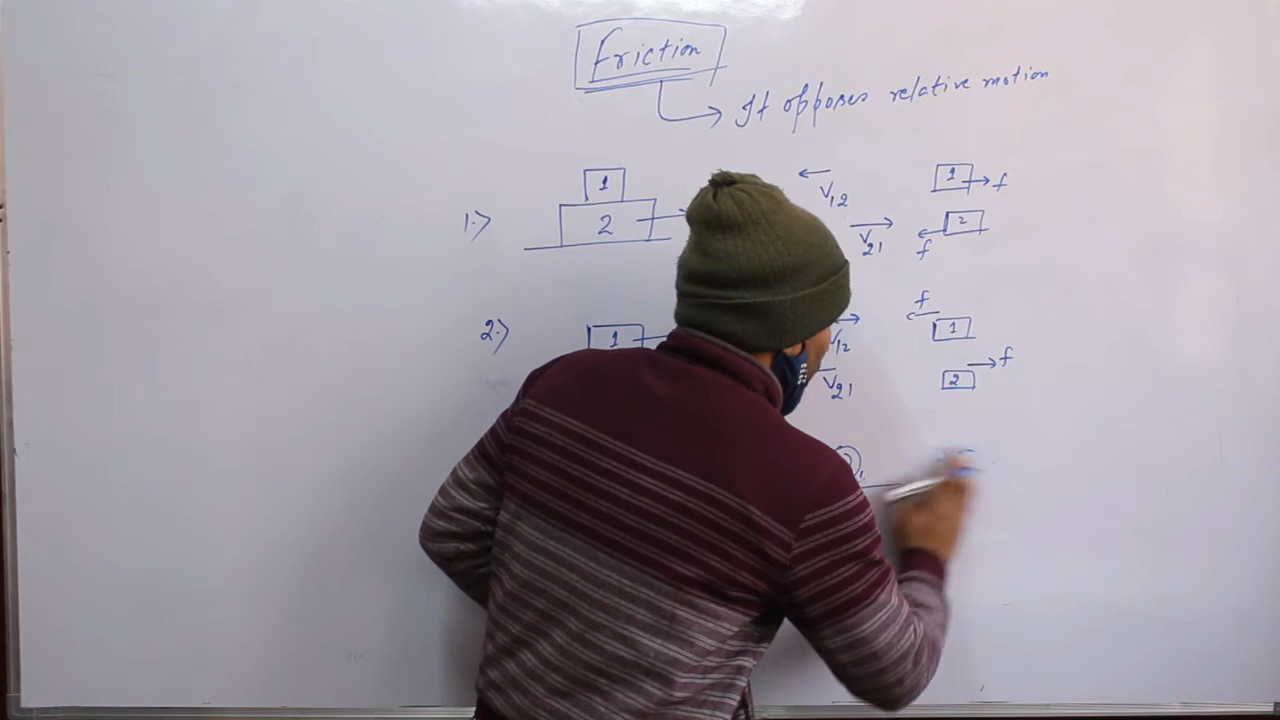 Friction
It opposes relative motion
1.)
1
2
V12
V21
1 f
2
f
2.)
1
V12
V21
f
1
2 f